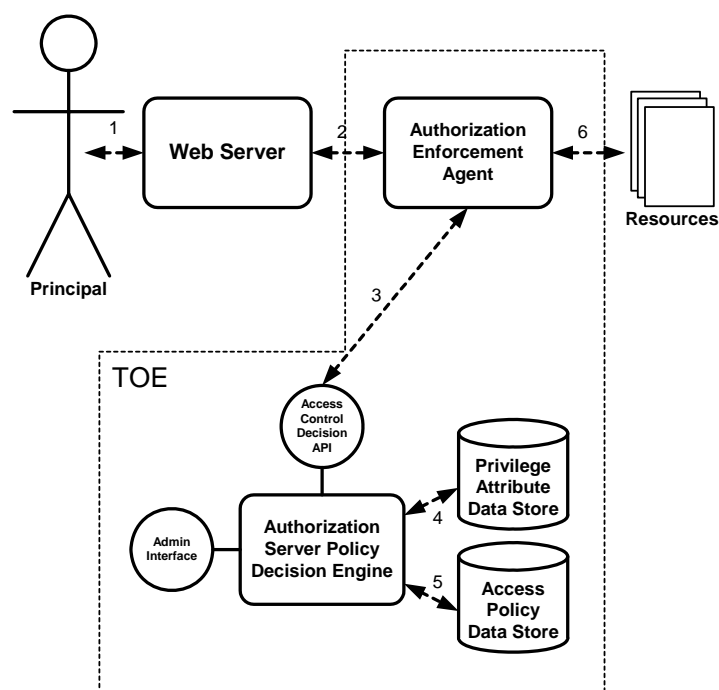 1
Web Server
2
Authorization
Enforcement
Agent
6
Resources
Principal
3
TOE
Access
Control
Decision
API
Privilege
Attribute
Data Store
4
Admin
Interface
Authorization
Server Policy
Decision Engine
5
Access
Policy
Data Store